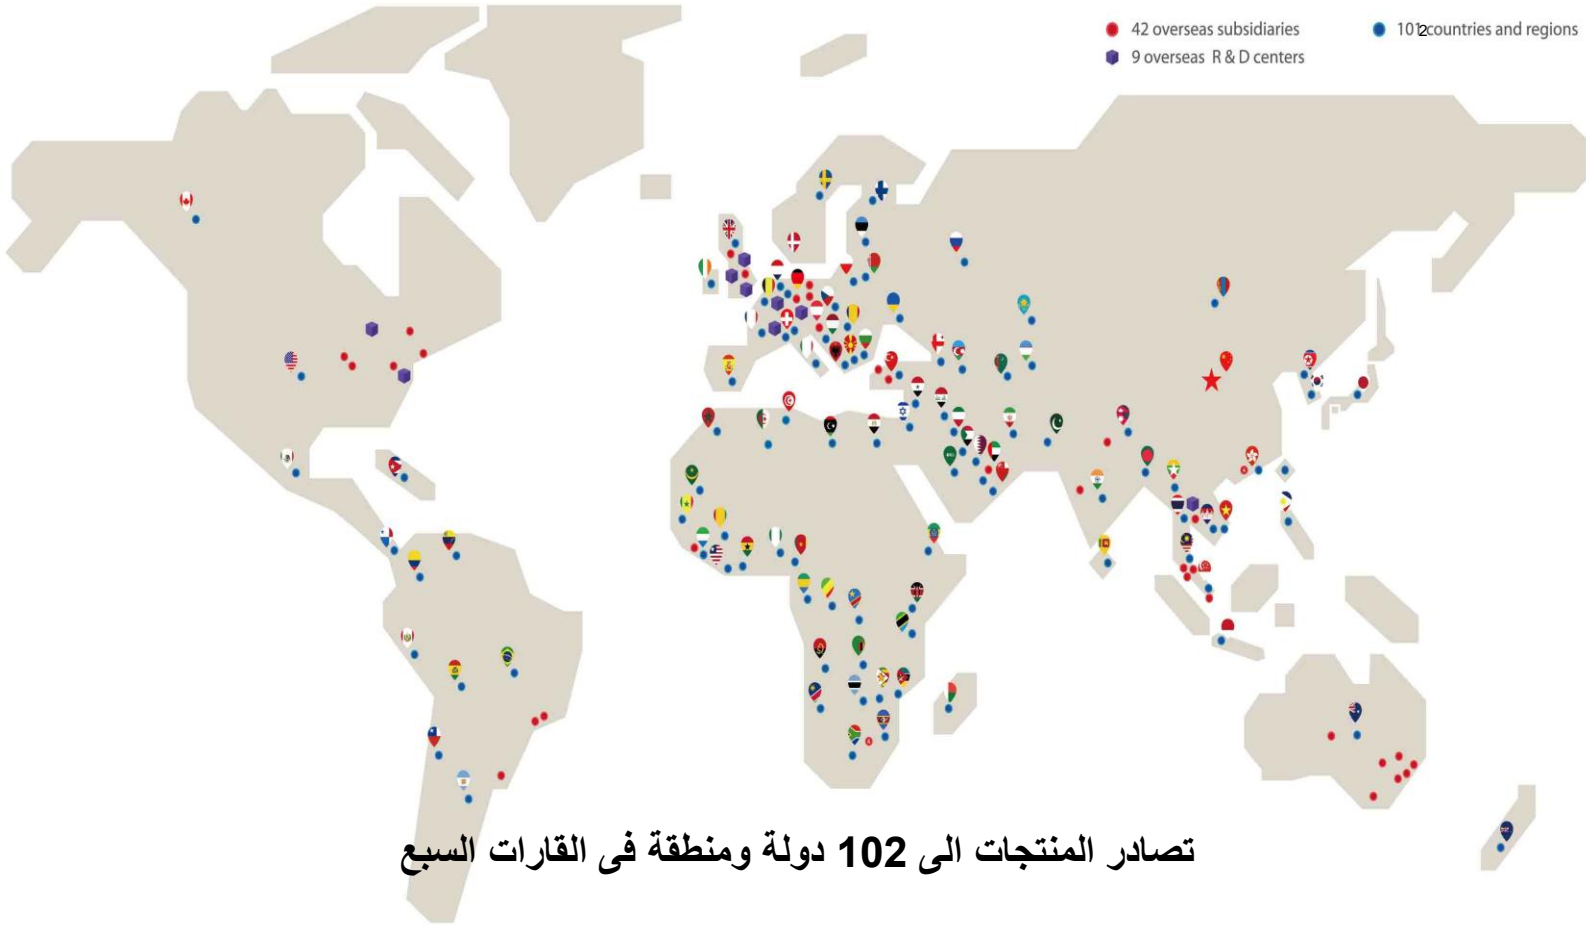 42 overseas subsidiaries
102 countries and regions
9 overseas R & D centers
تصادر المنتجات الى 102 دولة ومنطقة فى القارات السبع